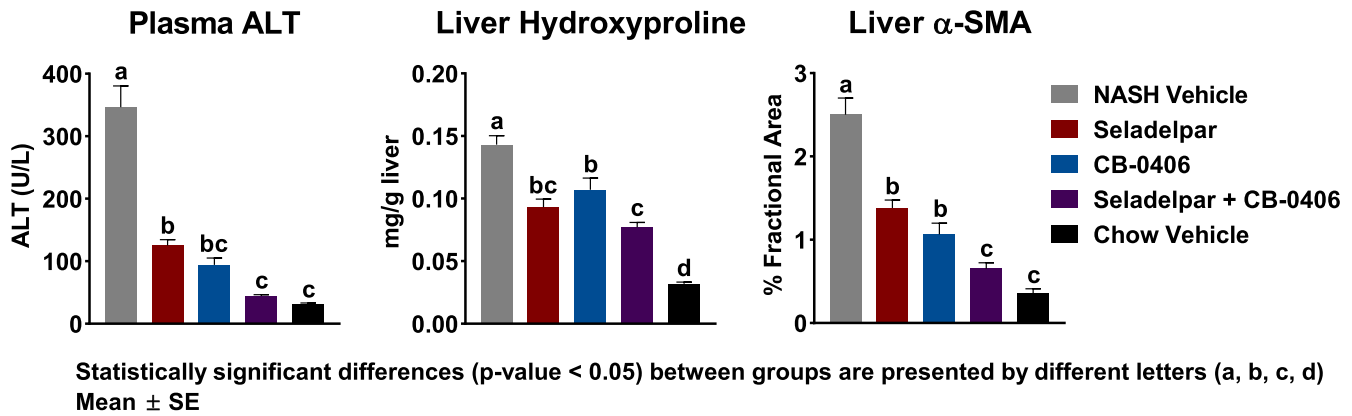 Plasma ALT
400
300
200
100
0
ALT (U/L)
a
b
bc
c
c
Liver Hydroxyproline
0.20
0.15
0.10
0.05
0.00
mg/g liver
a
bc
b
c
d
Liver α-SMA
3
2
1
0
% Fractional Area
a
b
b
c
c
NASH Vehicle
Seladelpar
CB-0406
Seladelpar + CB-0406
Chow Vehicle
Statistically significant differences (p-value < 0.05) between groups are presented by different letters (a, b, c, d)
Mean ± SE